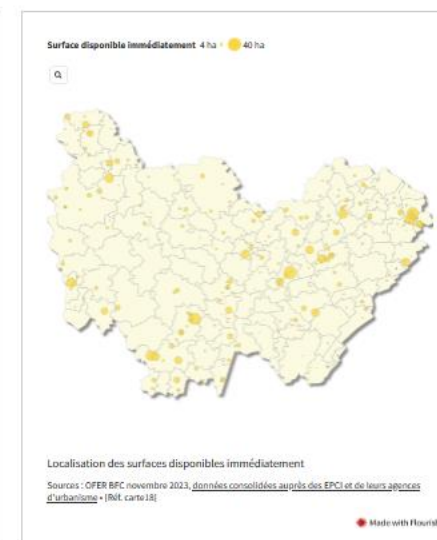 Surface disponible immédiatement 4 ha 40 ha
Localisation des surfaces disponibles immédiatement
Sources : OFER BFC novembre 2023, données consolidées auprès des EPCI et de leurs agences
d'urbanisme • [Réf. carte18]
Made with Flourish